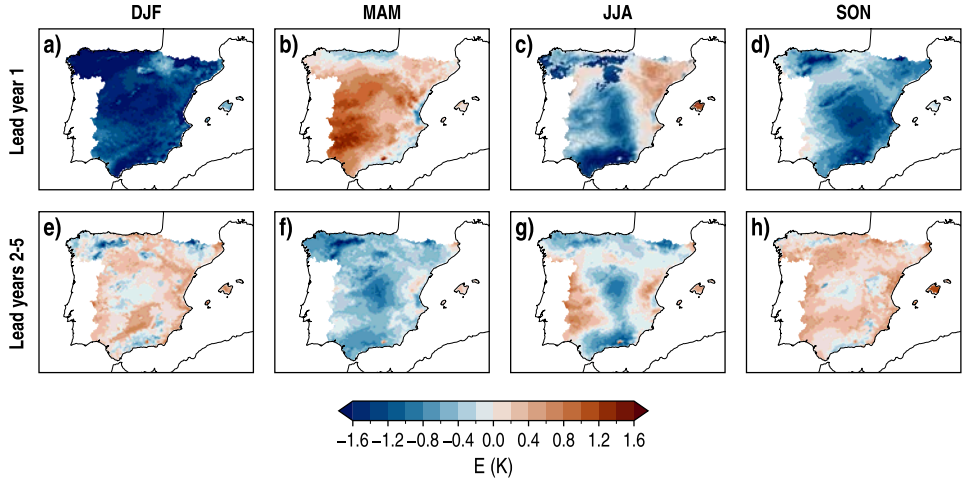 DJF MAM JJA SON
Lead year 1
a) b) c) d)
Lead years 2-5
e) f) g) h)
−1.6 −1.2 −0.8 −0.4 0.0 0.4 0.8 1.2 1.6
E (K)